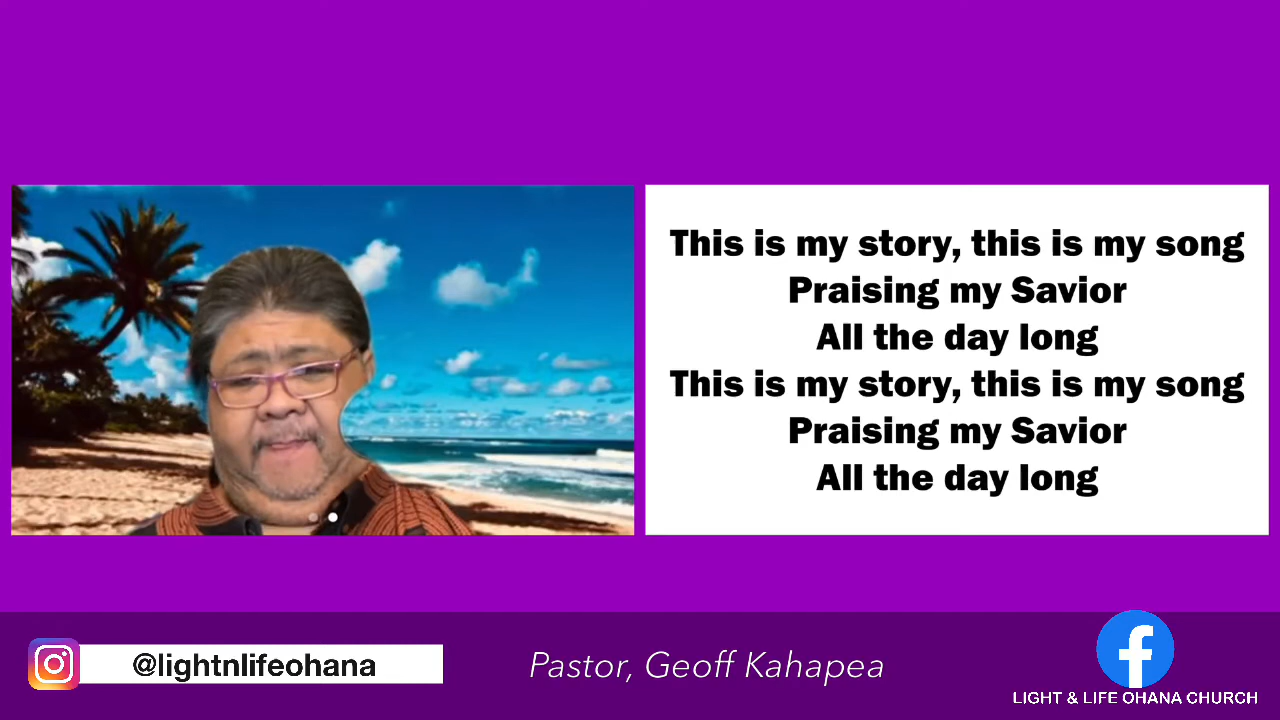 This is my story, this is my song
Praising my Savior
All the day long
This is my story, this is my song
Praising my Savior
All the day long
@lightnlifeohana
Pastor, Geoff Kahapea
LIGHT & LIFE OHANA CHURCH